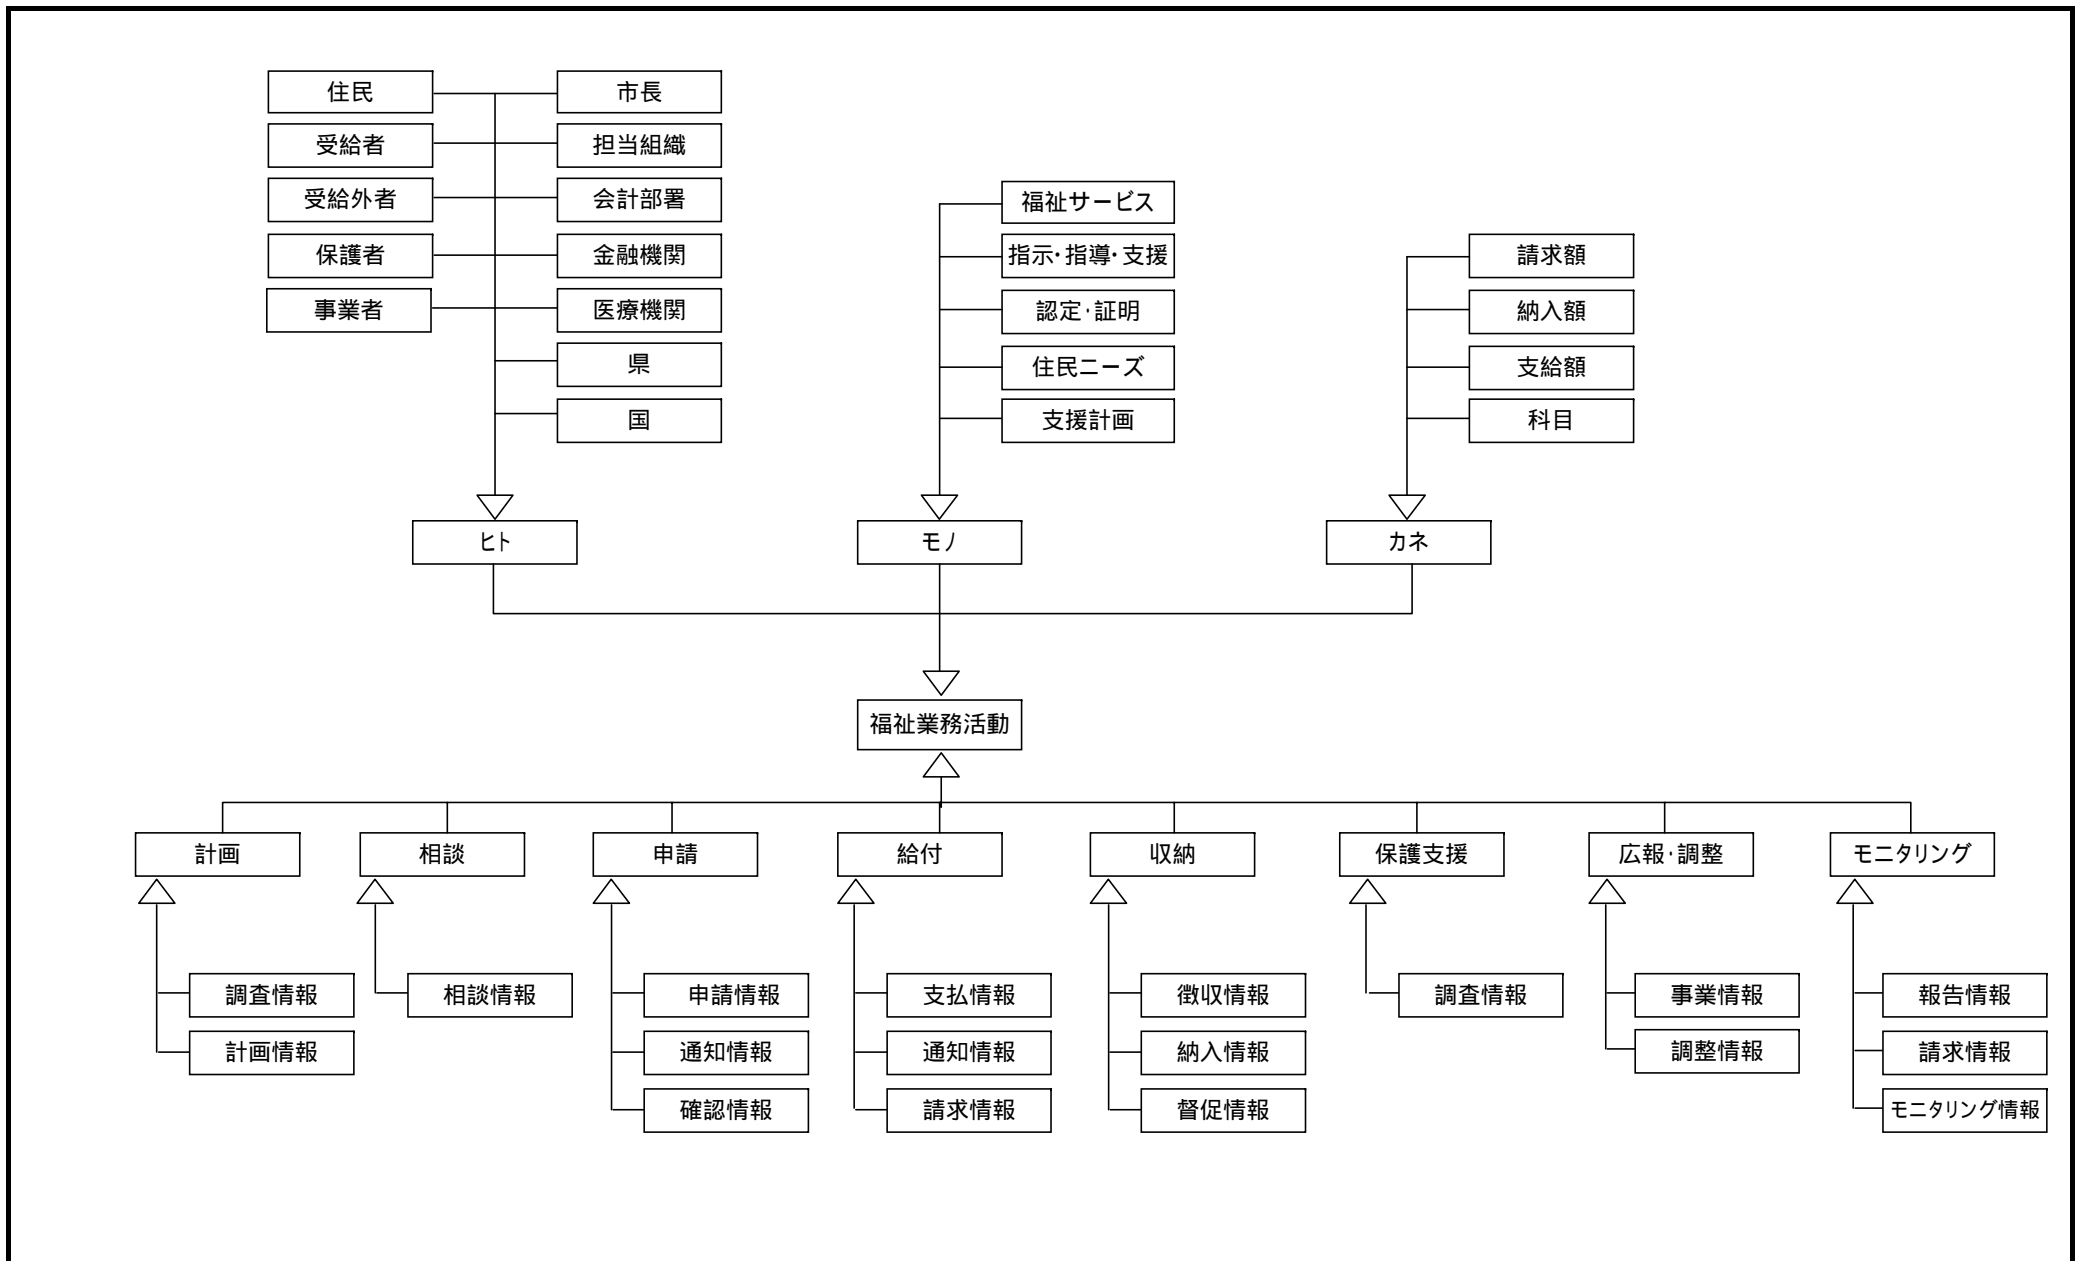 住民
市長
受給者
担当組織
受給外者
会計部署
保護者
金融機関
事業者
医療機関
県
国
福祉サービス
指示・指導・支援
認定・証明
住民ニーズ
支援計画
請求額
納入額
支給額
科目
ヒト
モノ
カネ
福祉業務活動
計画
相談
申請
給付
収納
保護支援
広報・調整
モニタリング
調査情報
計画情報
相談情報
申請情報
通知情報
確認情報
支払情報
通知情報
請求情報
徴収情報
納入情報
督促情報
調査情報
事業情報
調整情報
報告情報
請求情報
モニタリング情報